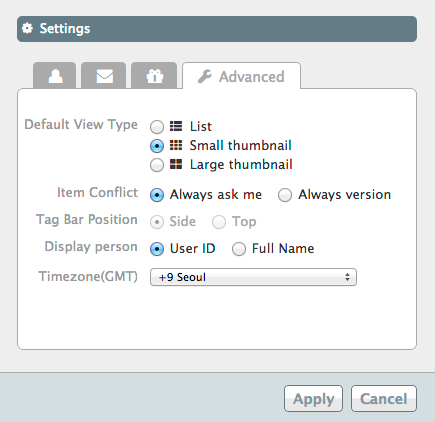 Settings
Advanced
Default View Type List
Small thumbnail
Large thumbnail
Item Conflict Always ask me Always version
Tag Bar Position Side Top
Display person User ID Full Name
Timezone(GMT) +9 Seoul
Apply Cancel